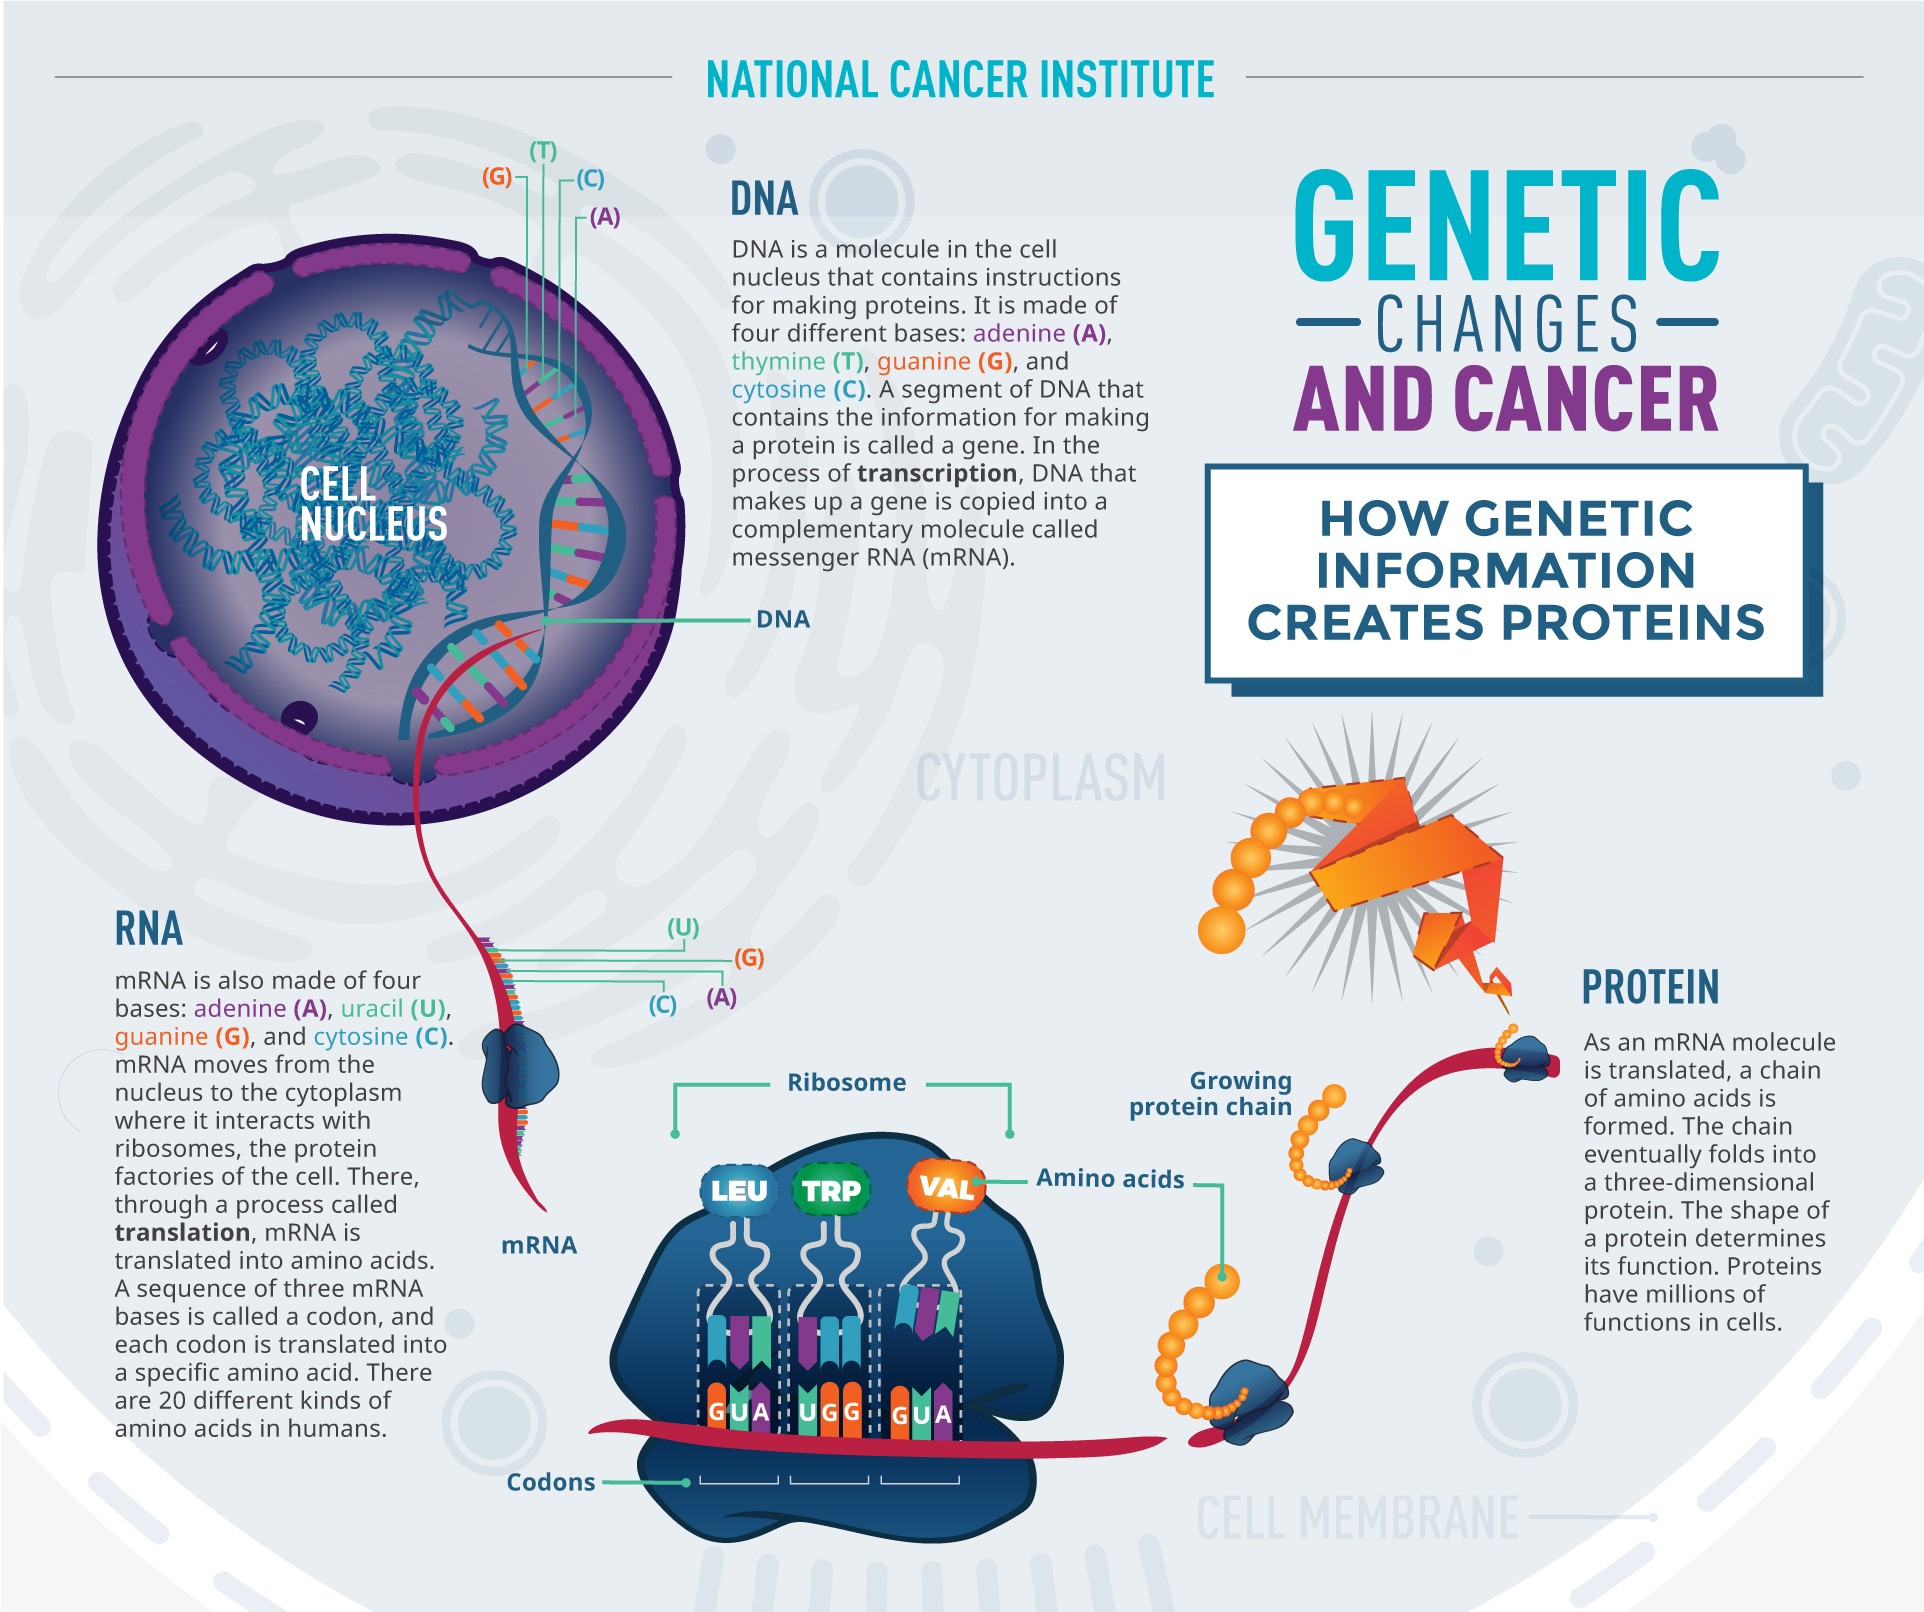 NATIONAL CANCER INSTITUTE
GENETIC
CHANGES
AND CANCER
HOW GENETIC
INFORMATION
CREATES PROTEINS
(T)
(G)
(C)
(A)
CELL
NUCLEUS
DNA
DNA is a molecule in the cell
nucleus that contains instructions
for making proteins. It is made of
four different bases: adenine (A),
thymine (T), guanine (G), and
cytosine (C). A segment of DNA that
contains the information for making
a protein is called a gene. In the
process of transcription, DNA that
makes up a gene is copied into a
complementary molecule called
messenger RNA (mRNA).
DNA
CYTOPLASM
RNA
mRNA is also made of four
bases: adenine (A), uracil (U),
guanine (G), and cytosine (C).
mRNA moves from the
nucleus to the cytoplasm
where it interacts with
ribosomes, the protein
factories of the cell. There,
through a process called
translation, mRNA is
translated into amino acids.
A sequence of three mRNA
bases is called a codon, and
each codon is translated into
a specific amino acid. There
are 20 different kinds of
amino acids in humans.
(U)
(G)
(A)
(C)
mRNA
Ribosome
LEU TRP VAL
Amino acids
GUA UGG GUA
Codons
Growing
protein chain
PROTEIN
As an mRNA molecule
is translated, a chain
of amino acids is
formed. The chain
eventually folds into
a three-dimensional
protein. The shape of
a protein determines
its function. Proteins
have millions of
functions in cells.
CELL MEMBRANE